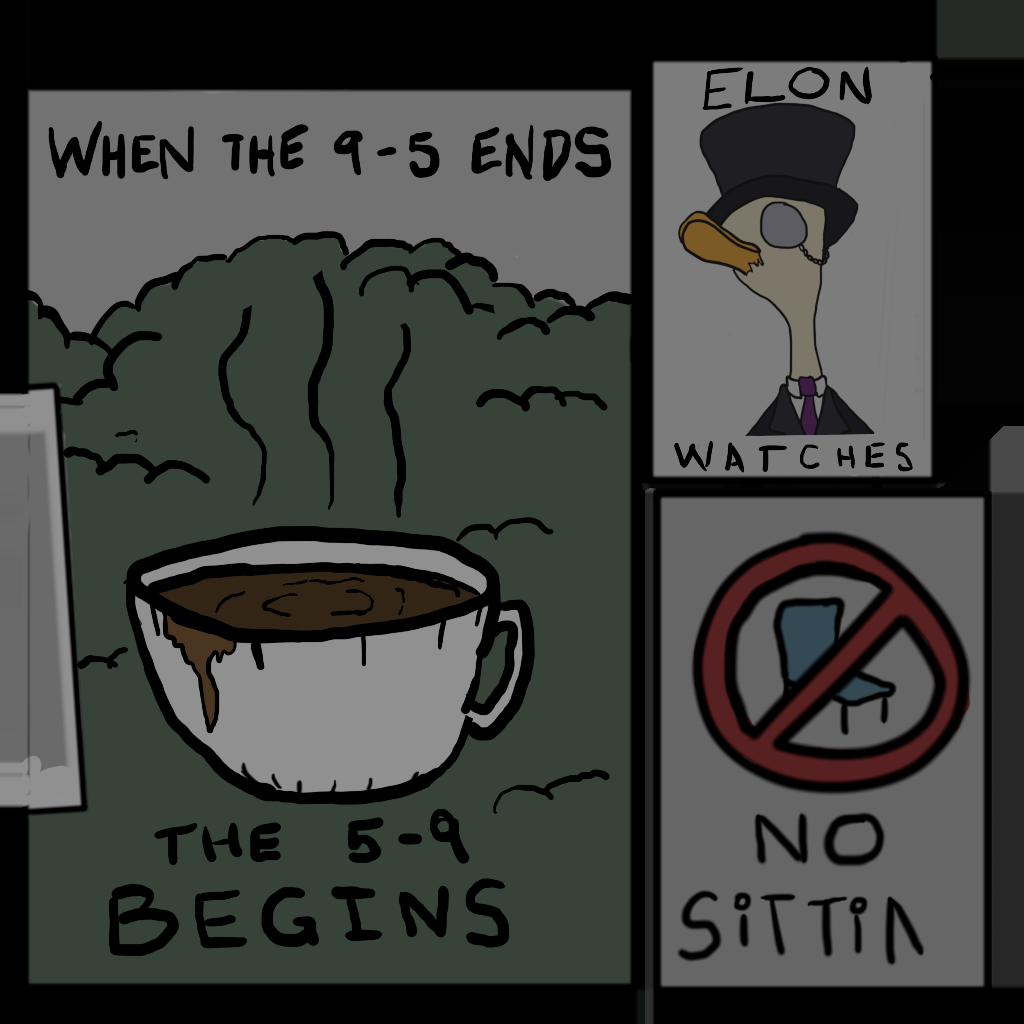 WHEN THE 9-5 ENDS
THE 5-9
BEGINS
ELON
WATCHES
NO
SiTTiN